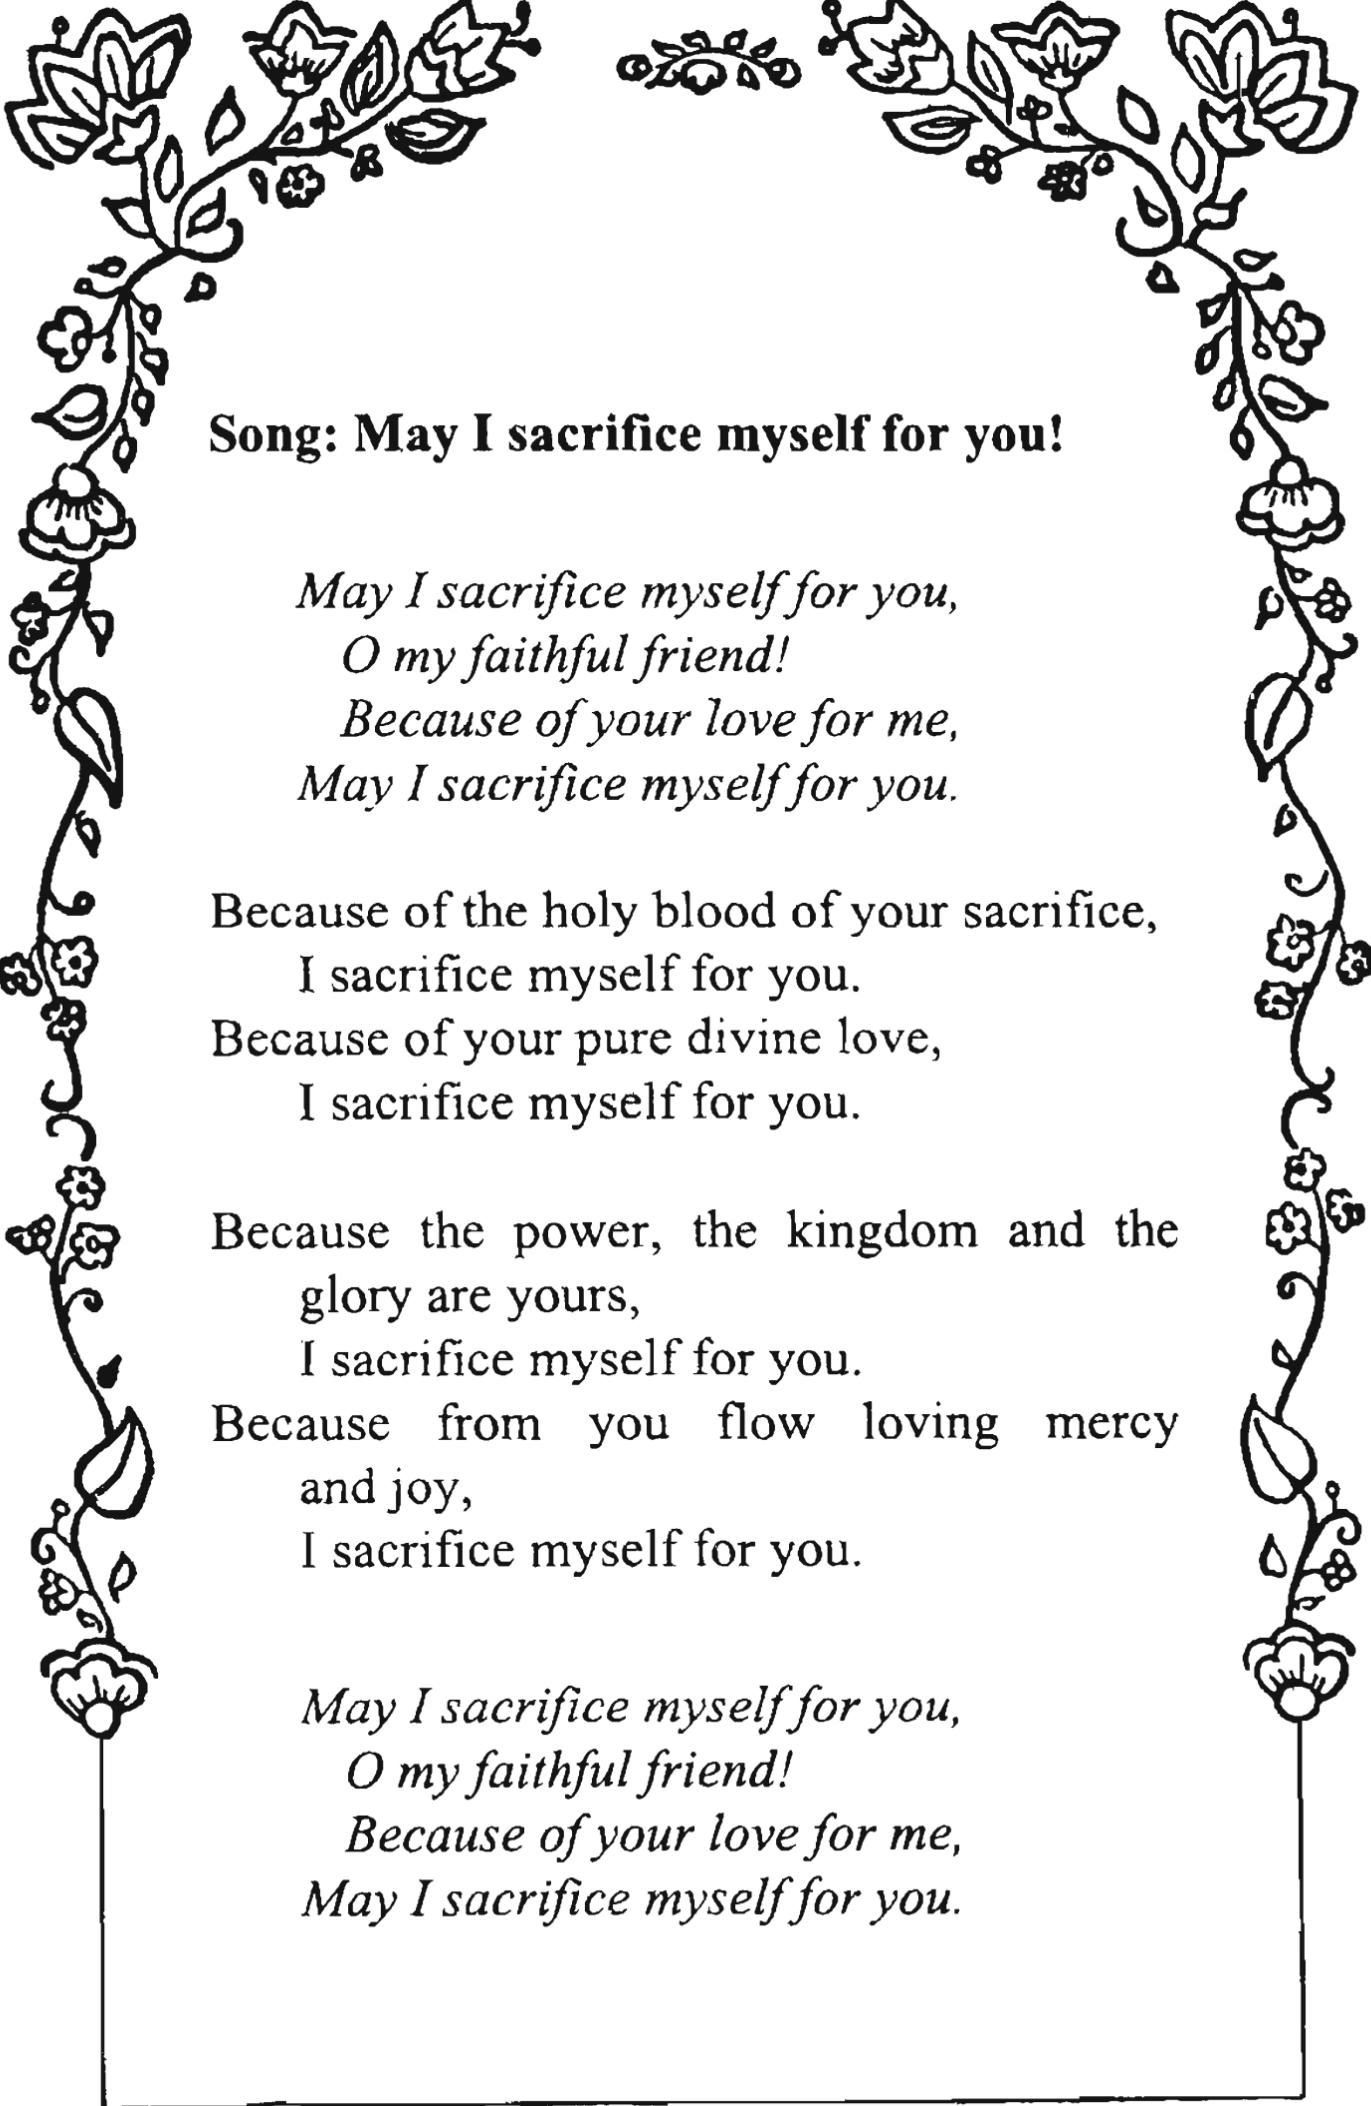 Song: May I sacrifice myself for you!
May I sacrifice myself for you,
O my faithful friend!
Because of your love for me,
May I sacrifice myself for you.
Because of the holy blood of your sacrifice,
I sacrifice myself for you.
Because of your pure divine love,
I sacrifice myself for you.
Because the power, the kingdom and the
glory are yours,
I sacrifice myself for you.
Because from you flow loving mercy
and joy,
I sacrifice myself for you.
May I sacrifice myself for you,
O my faithful friend!
Because of your love for me,
May I sacrifice myself for you.